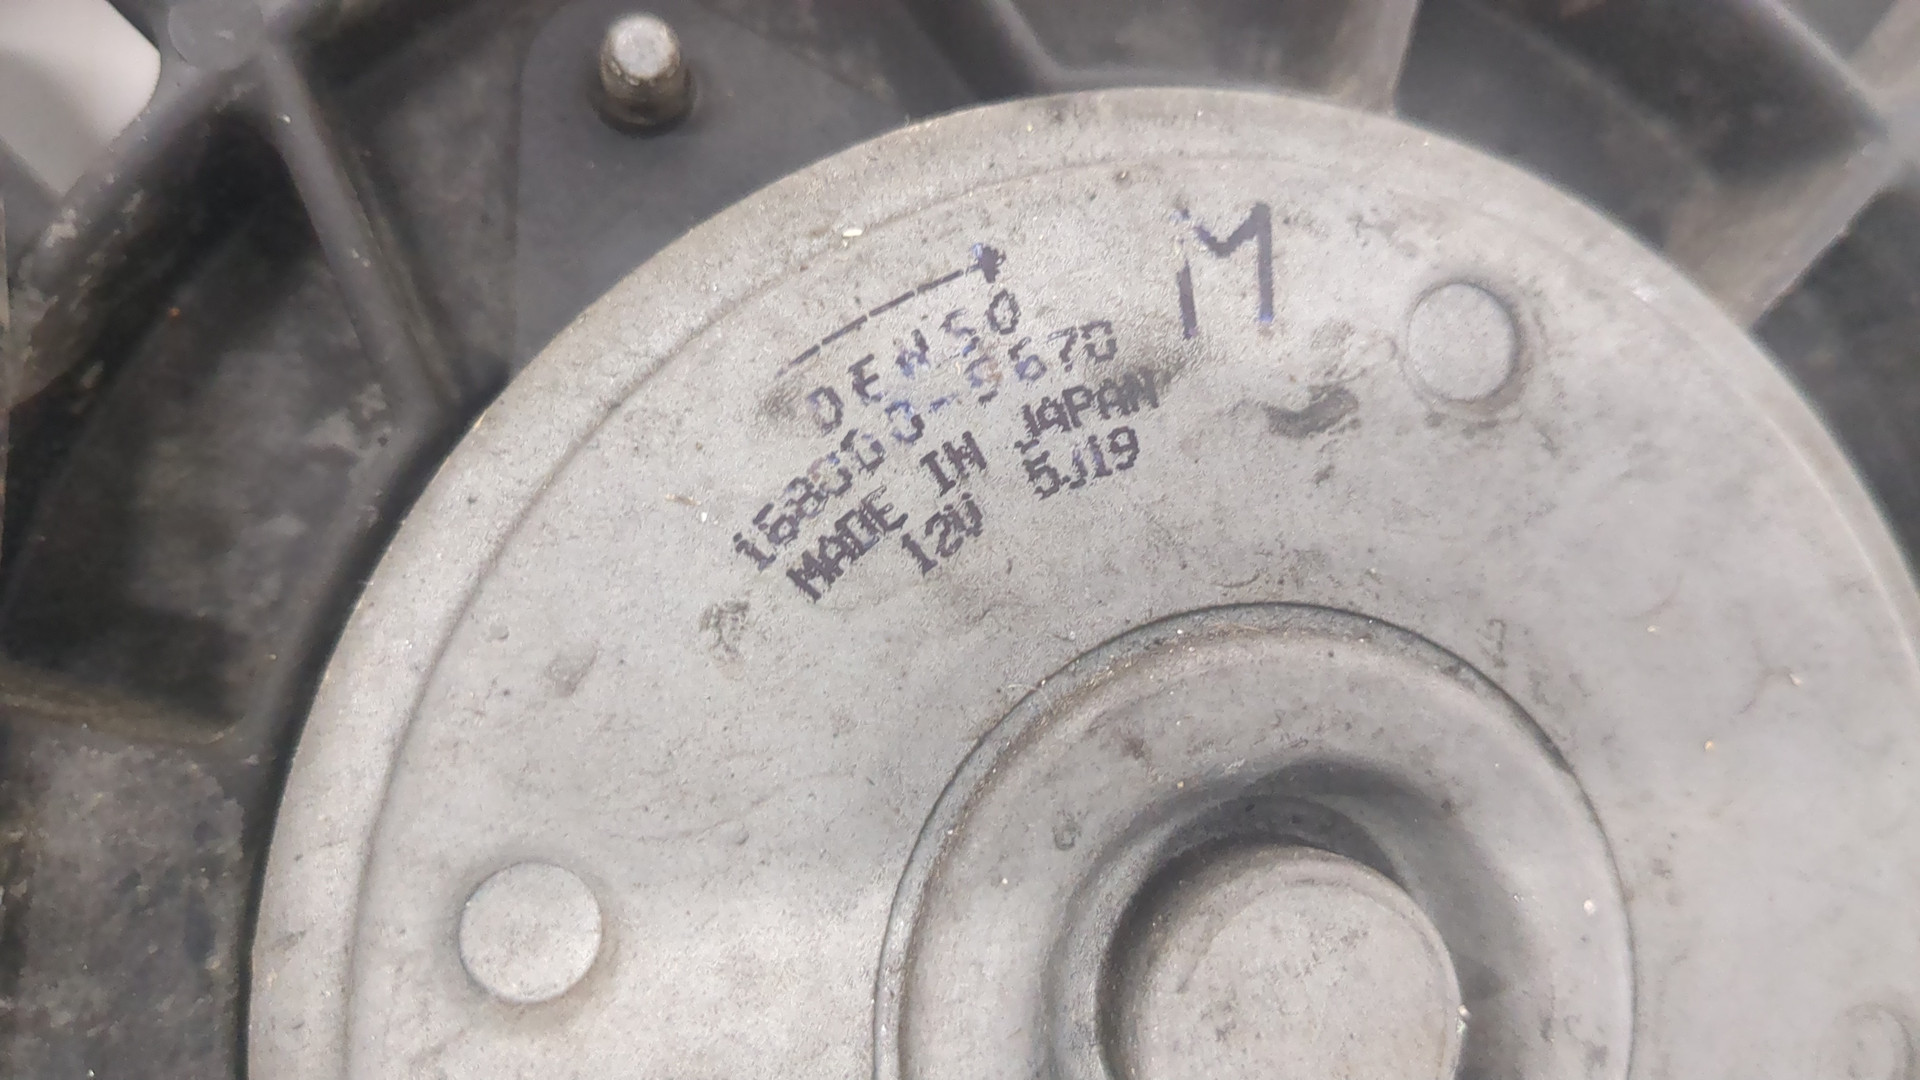 DENSO
168000-9670
MADE IN JAPAN
12V 5J19
M